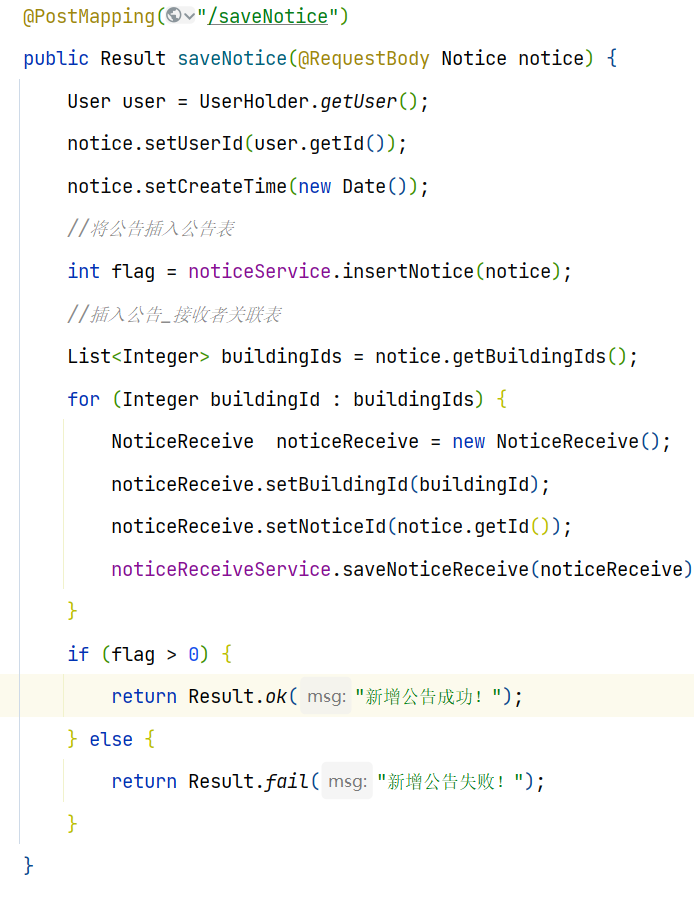 @PostMapping("/saveNotice")
public Result saveNotice(@RequestBody Notice notice) {
User user = UserHolder.getUser();
notice.setUserId(user.getId());
notice.setCreateTime(new Date());
//将公告插入公告表
int flag = noticeService.insertNotice(notice);
//插入公告_接收者关联表
List<Integer> buildingIds = notice.getBuildingIds();
for (Integer buildingId : buildingIds) {
NoticeReceive  noticeReceive = new NoticeReceive();
noticeReceive.setBuildingId(buildingId);
noticeReceive.setNoticeId(notice.getId());
noticeReceiveService.saveNoticeReceive(noticeReceive)
}
if (flag > 0) {
return Result.ok( msg: "新增公告成功！");
} else {
return Result.fail( msg: "新增公告失败！");
}
}